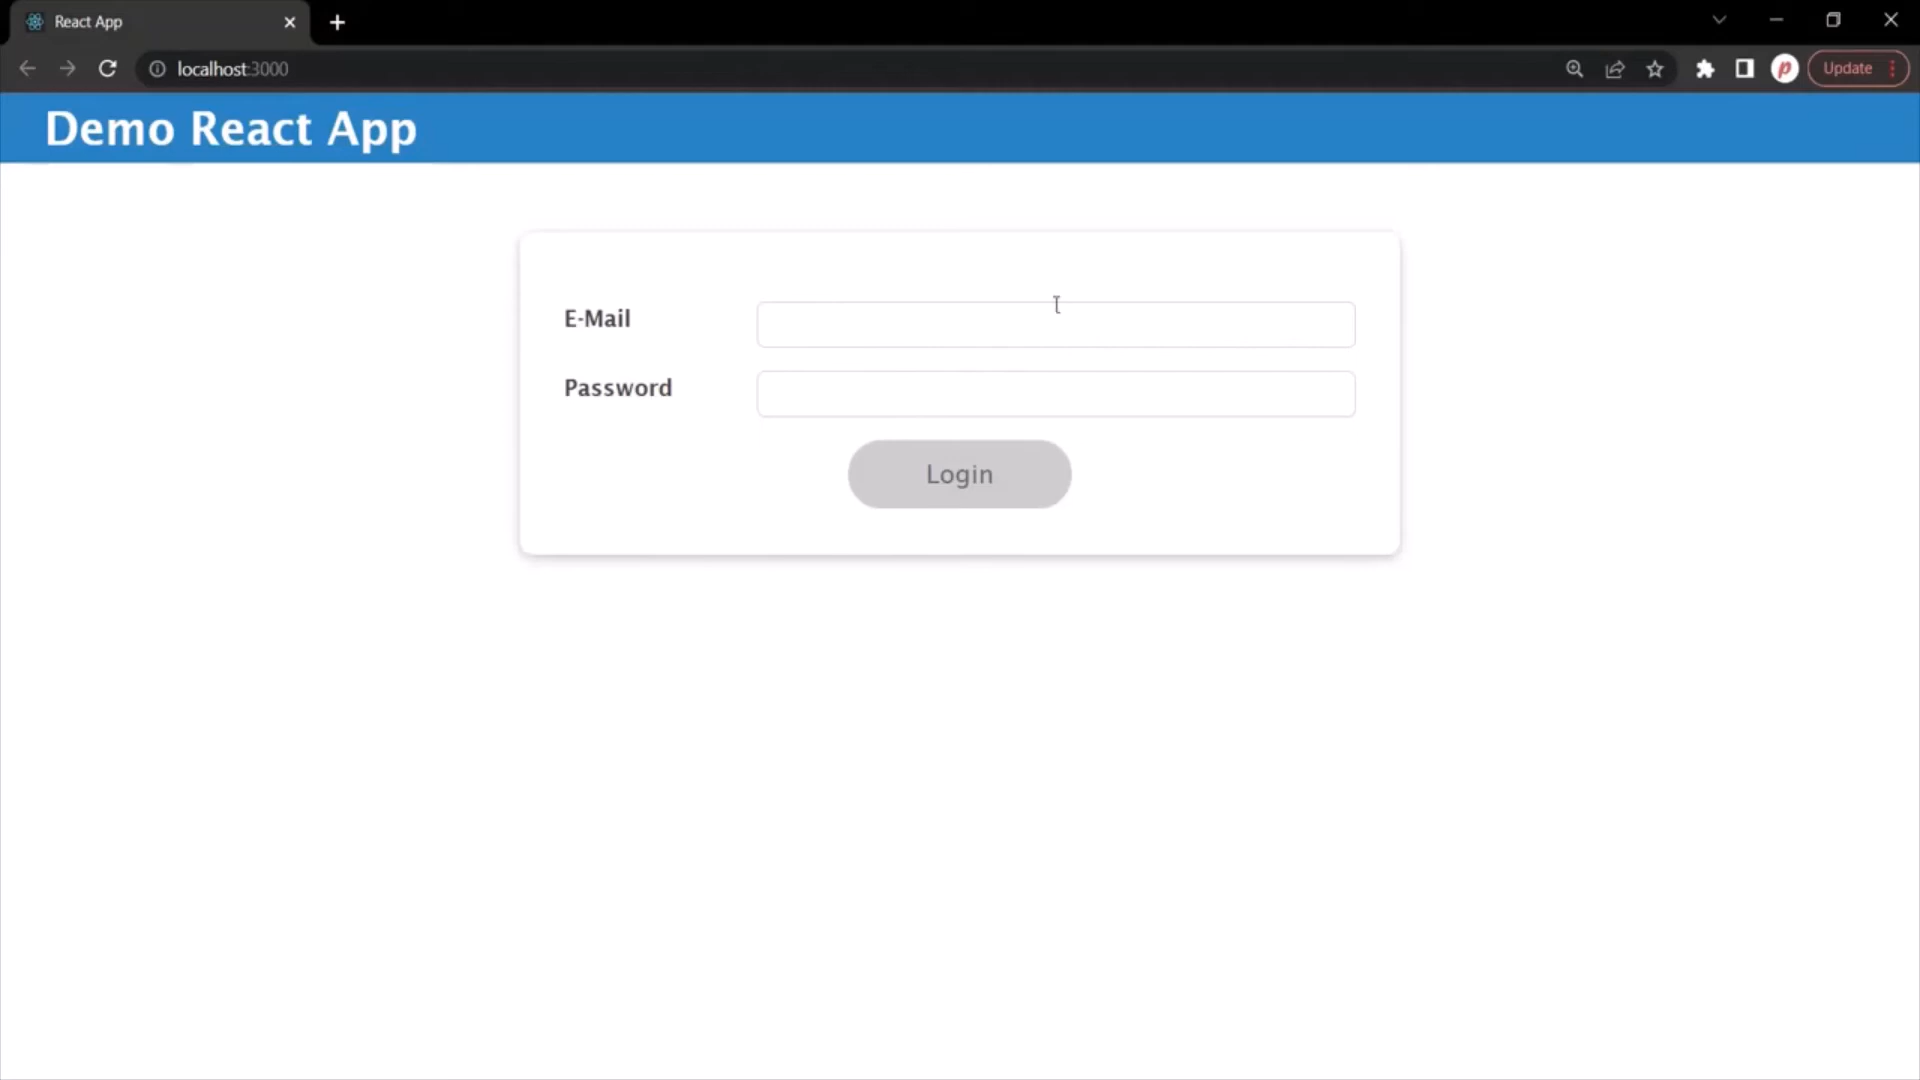 React App
localhost:3000
Update
Demo React App
E-Mail
Password
Login